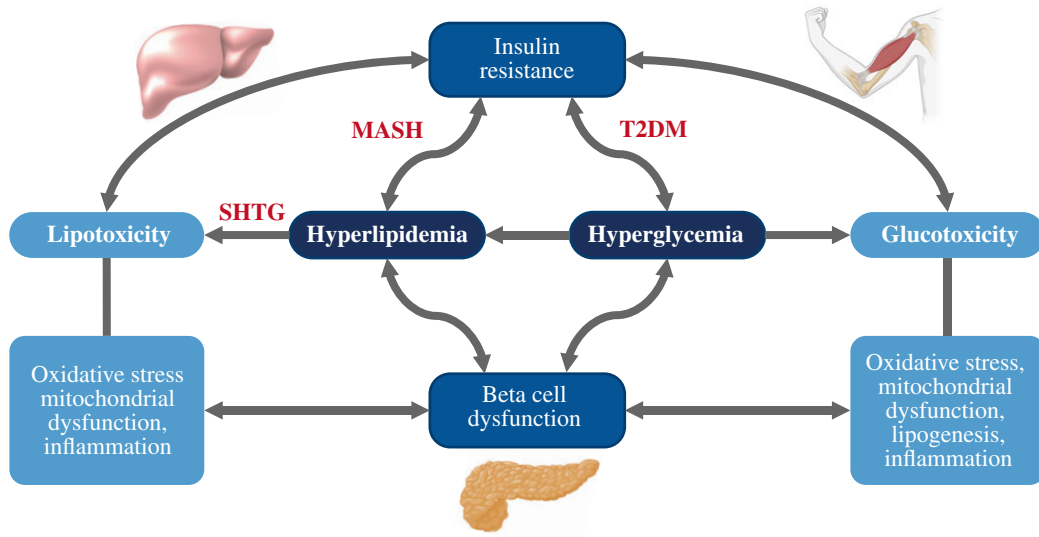 Insulin
resistance
MASH
T2DM
SHTG
Lipotoxicity
Hyperlipidemia
Hyperglycemia
Glucotoxicity
Oxidative stress
mitochondrial
dysfunction,
inflammation
Beta cell
dysfunction
Oxidative stress,
mitochondrial
dysfunction,
lipogenesis,
inflammation